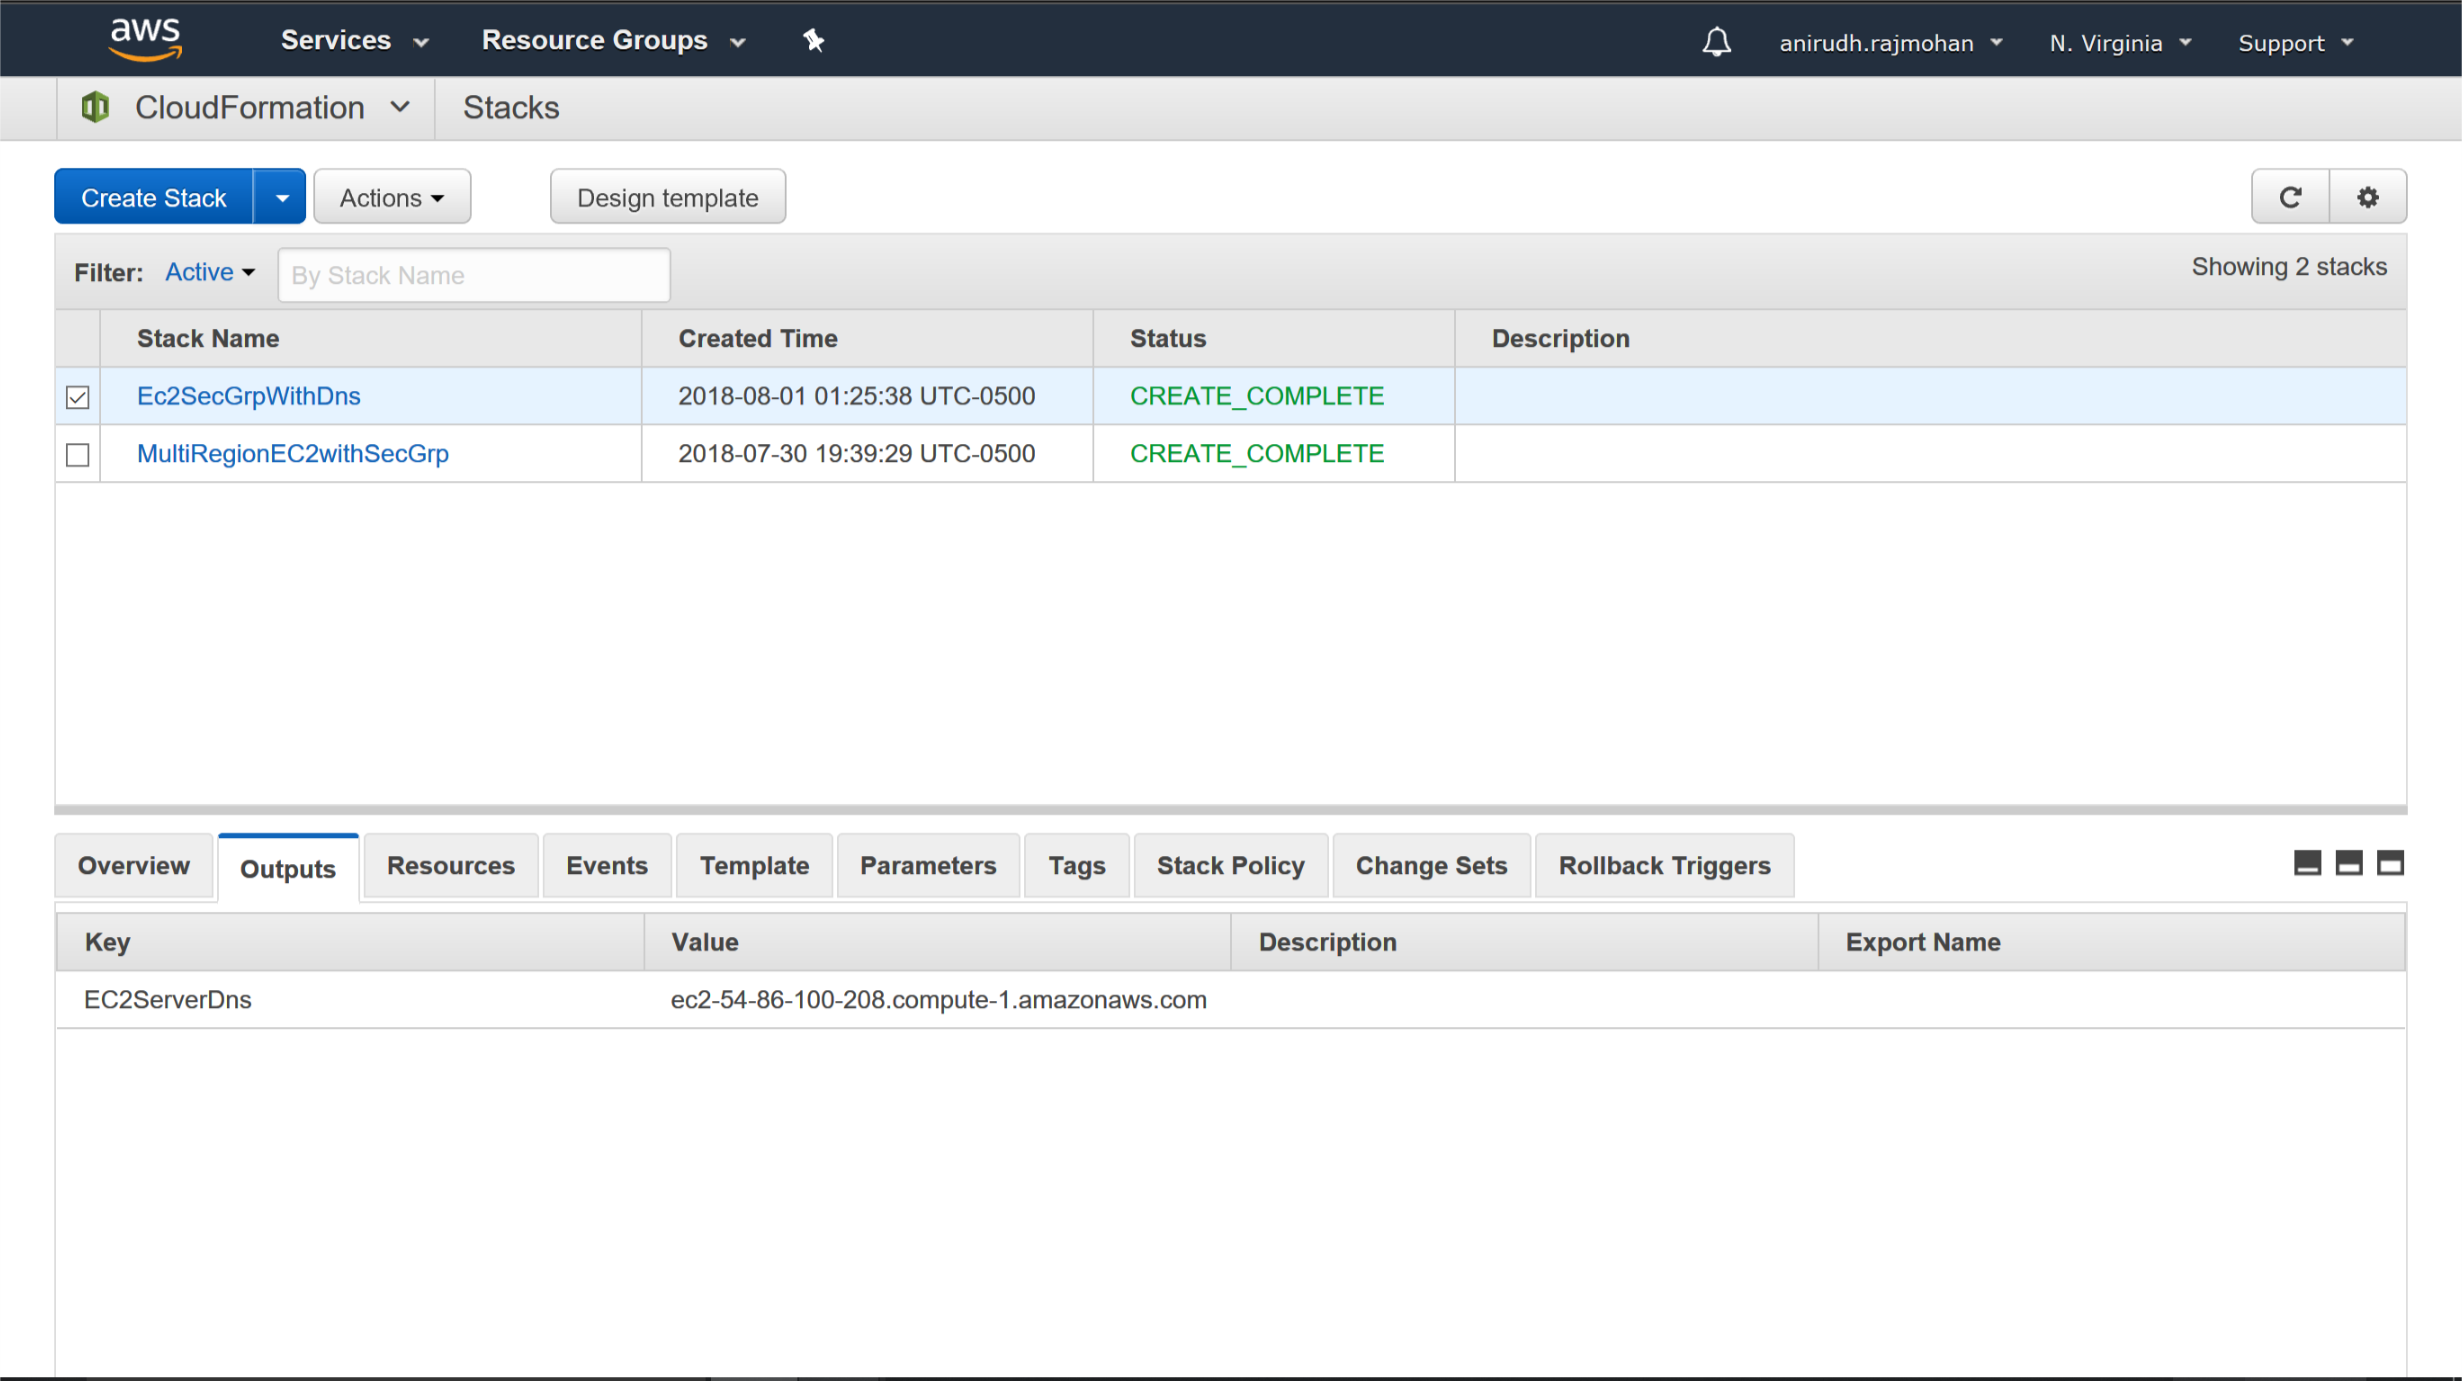 aws Services Resource Groups anirudh.rajmohan N. Virginia Support
CloudFormation Stacks
Create Stack Actions Design template
Filter: Active By Stack Name Showing 2 stacks
Stack Name Created Time Status Description
Ec2SecGrpWithDns 2018-08-01 01:25:38 UTC-0500 CREATE_COMPLETE
MultiRegionEC2withSecGrp 2018-07-30 19:39:29 UTC-0500 CREATE_COMPLETE
Overview Outputs Resources Events Template Parameters Tags Stack Policy Change Sets Rollback Triggers
Key Value Description Export Name
EC2ServerDns ec2-54-86-100-208.compute-1.amazonaws.com